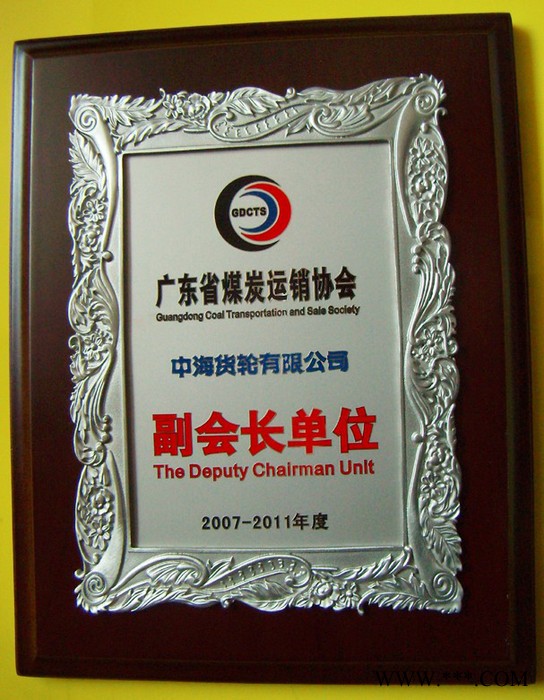 GDCTS
广东省煤炭运销协会
Guangdong Coal Transportation and Sale Society
中海货轮有限公司
副会长单位
The Deputy Chairman Unit
2007-2011年度
WWW.***.COM